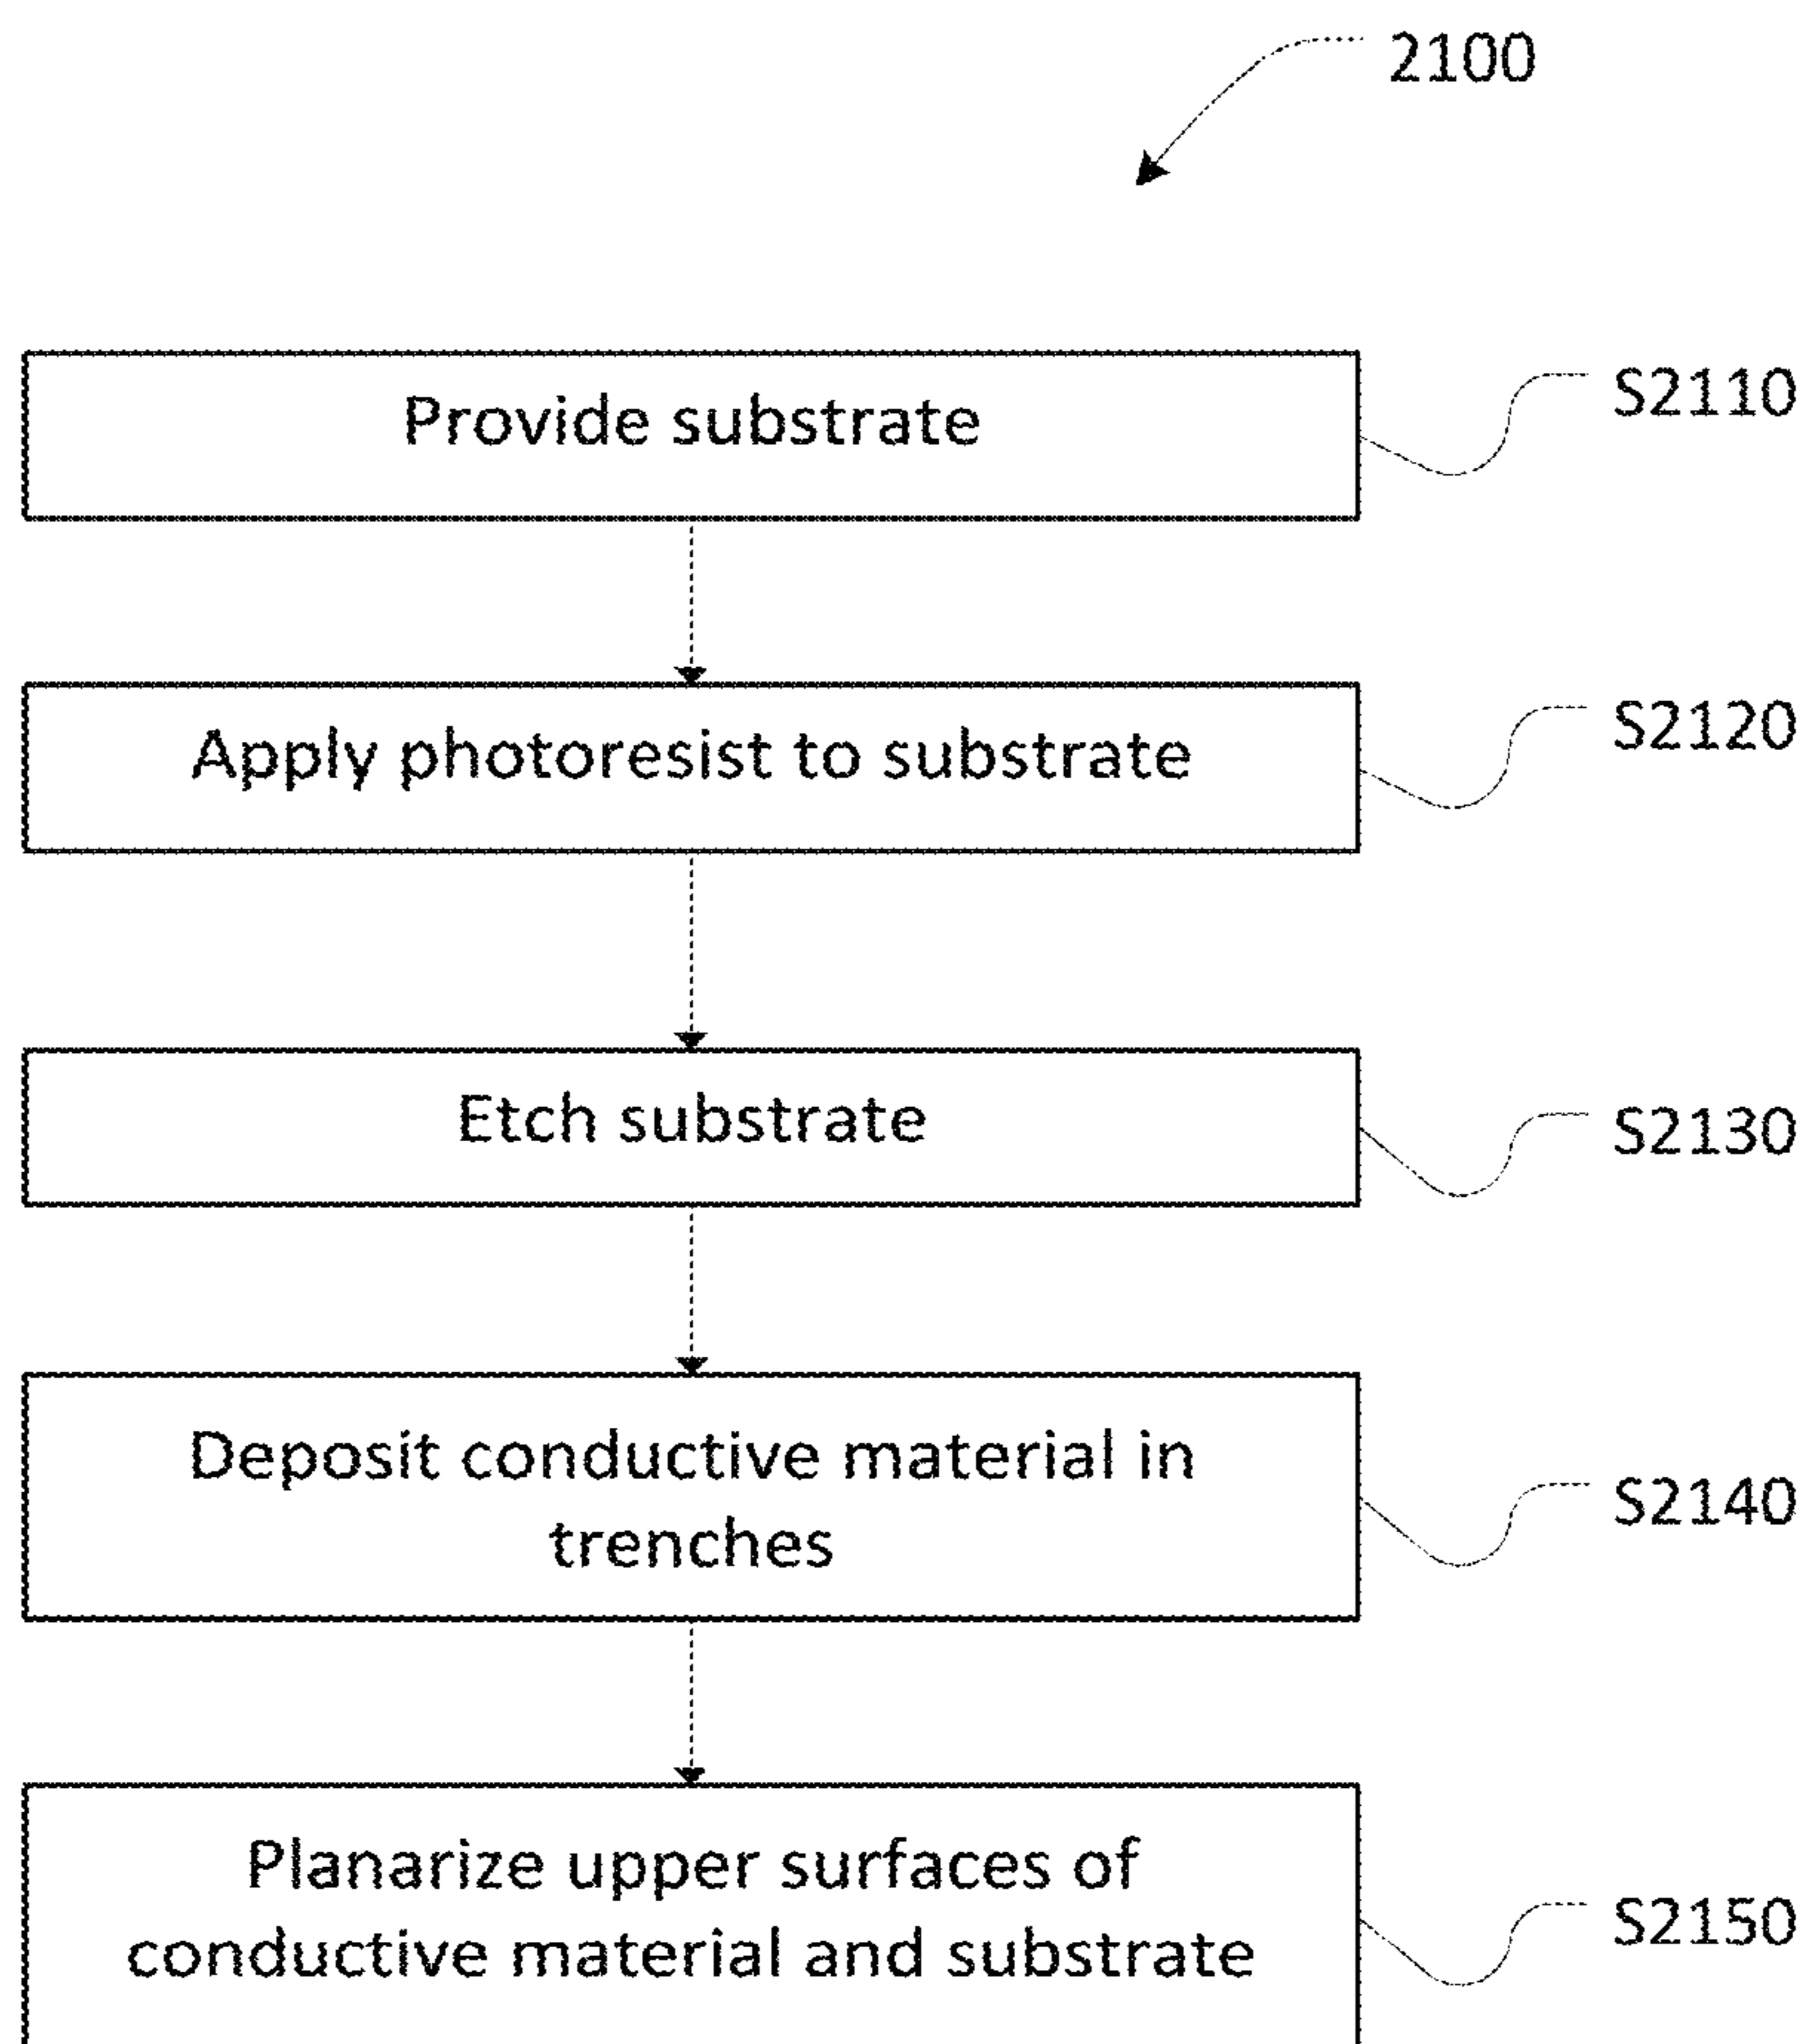 2100
Provide substrate
S2110
Apply photoresist to substrate
S2120
Etch substrate
S2130
Deposit conductive material in
trenches
S2140
Planarize upper surfaces of
conductive material and substrate
S2150